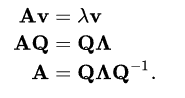 Av = λv
AQ = QΛ
A = QΛQ⁻¹.